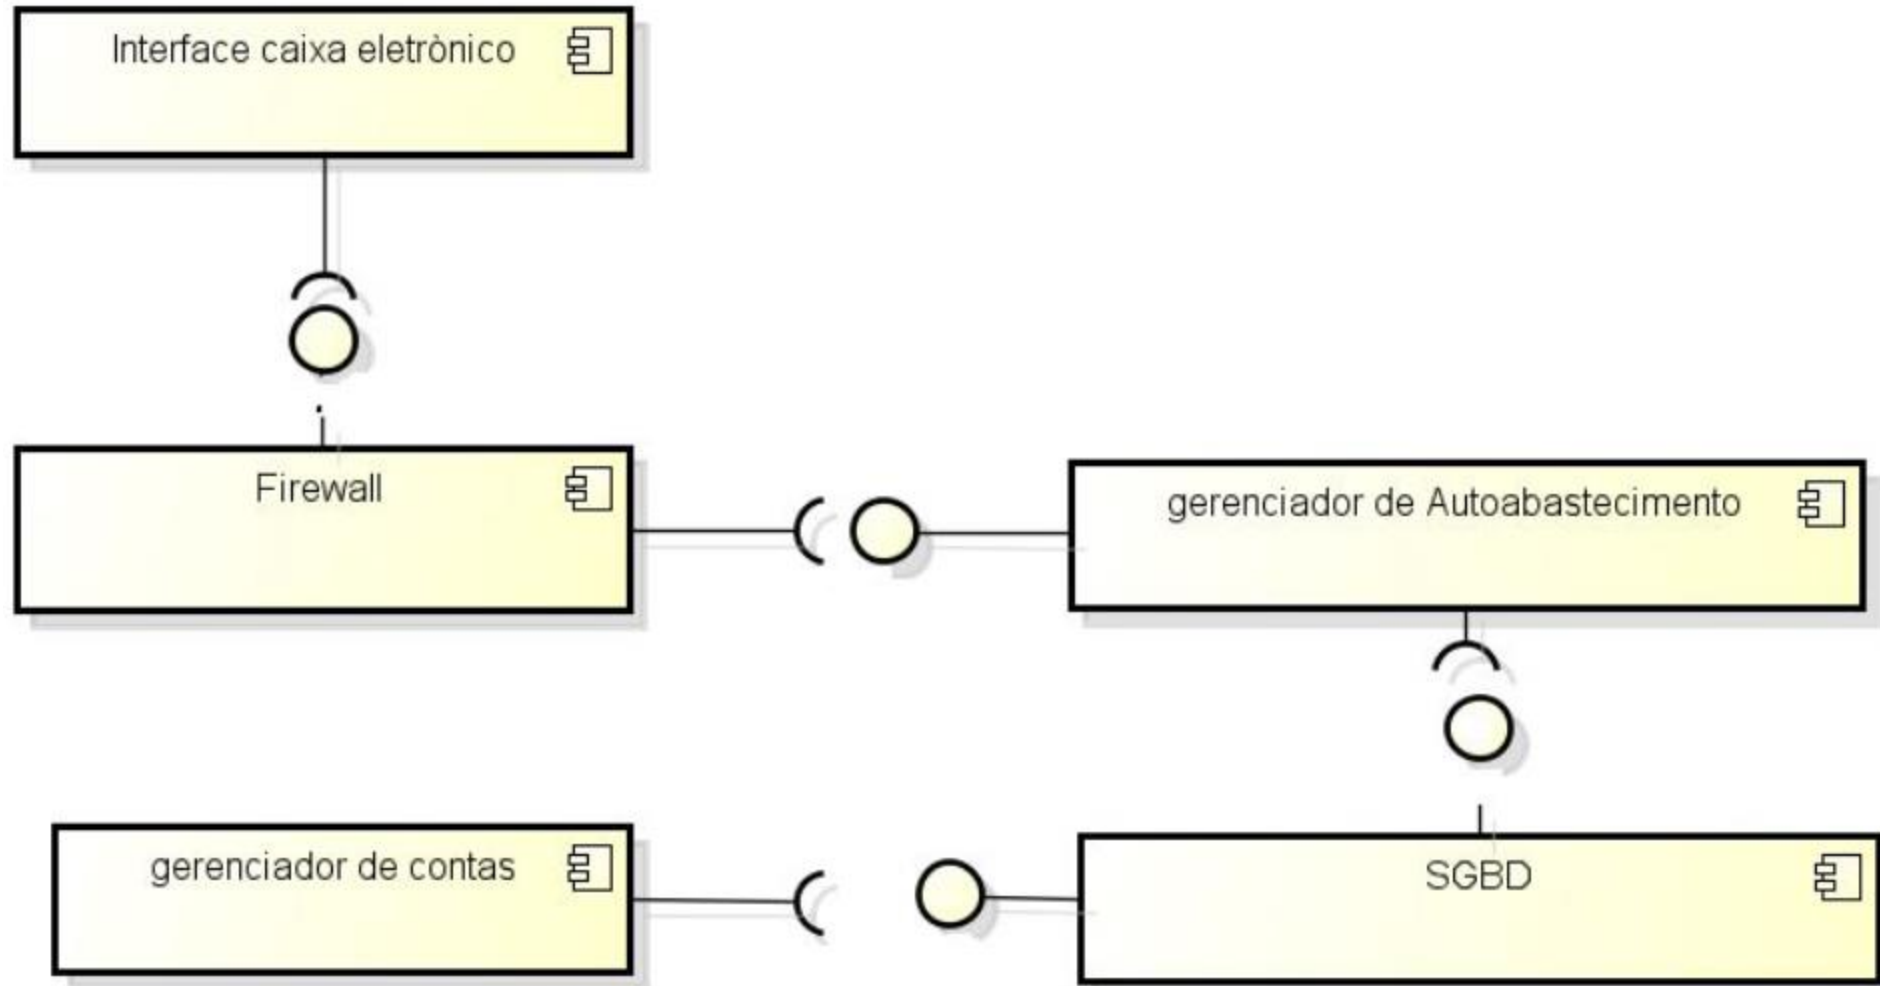 Interface caixa eletrònico
Firewall
gerenciador de Autoabastecimento
gerenciador de contas
SGBD